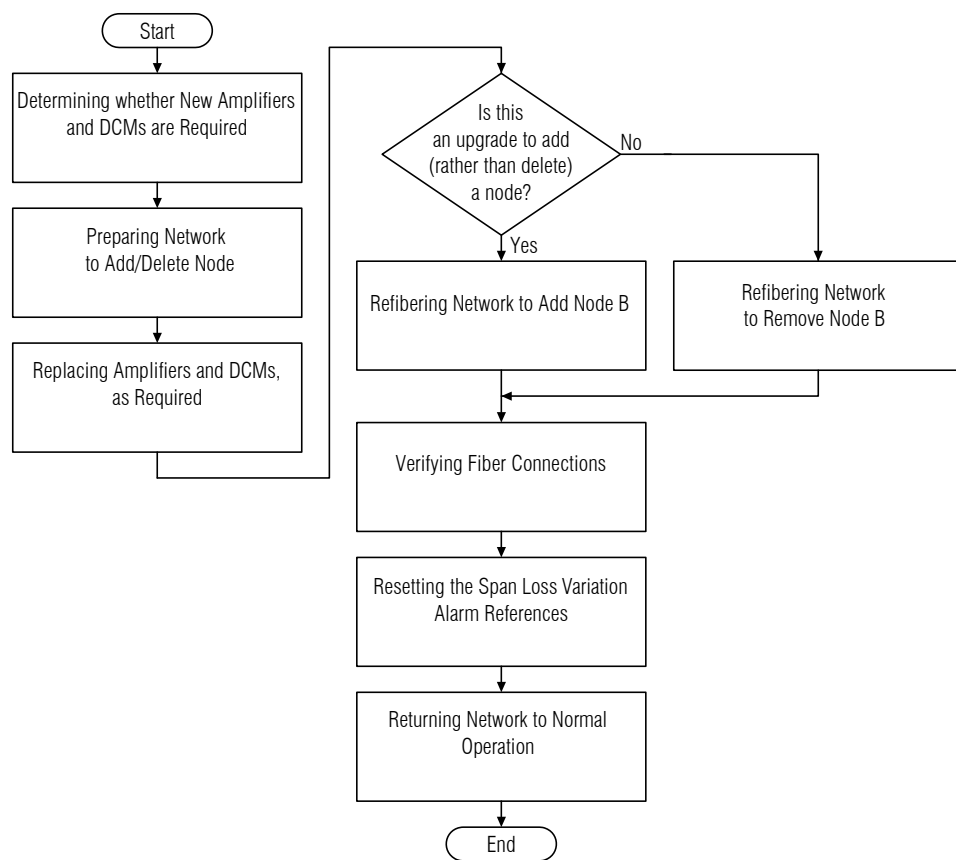 Start
Determining whether New Amplifiers
and DCMs are Required
Preparing Network
to Add/Delete Node
Replacing Amplifiers and DCMs,
as Required
Is this
an upgrade to add
(rather than delete)
a node?
No
Yes
Refibering Network to Add Node B
Refibering Network
to Remove Node B
Verifying Fiber Connections
Resetting the Span Loss Variation
Alarm References
Returning Network to Normal
Operation
End